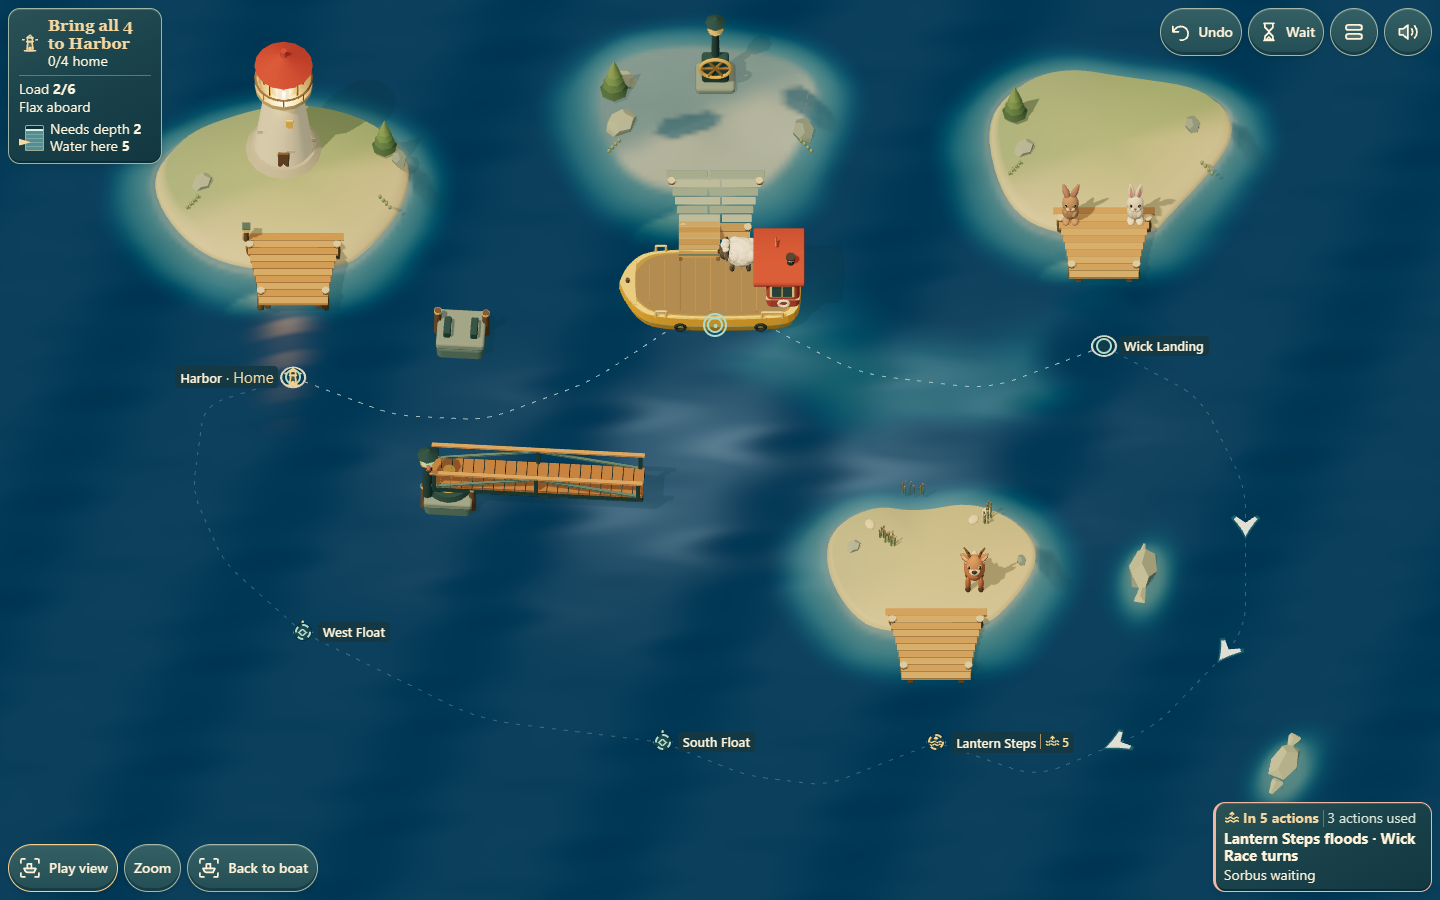 Bring all 4
to Harbor
0/4 home
Load 2/6
Flax aboard
Needs depth 2
Water here 5
Undo
Wait
Wick Landing
Harbor · Home
West Float
South Float
Lantern Steps 5
In 5 actions 3 actions used
Lantern Steps floods · Wick
Race turns
Sorbus waiting
Play view
Zoom
Back to boat